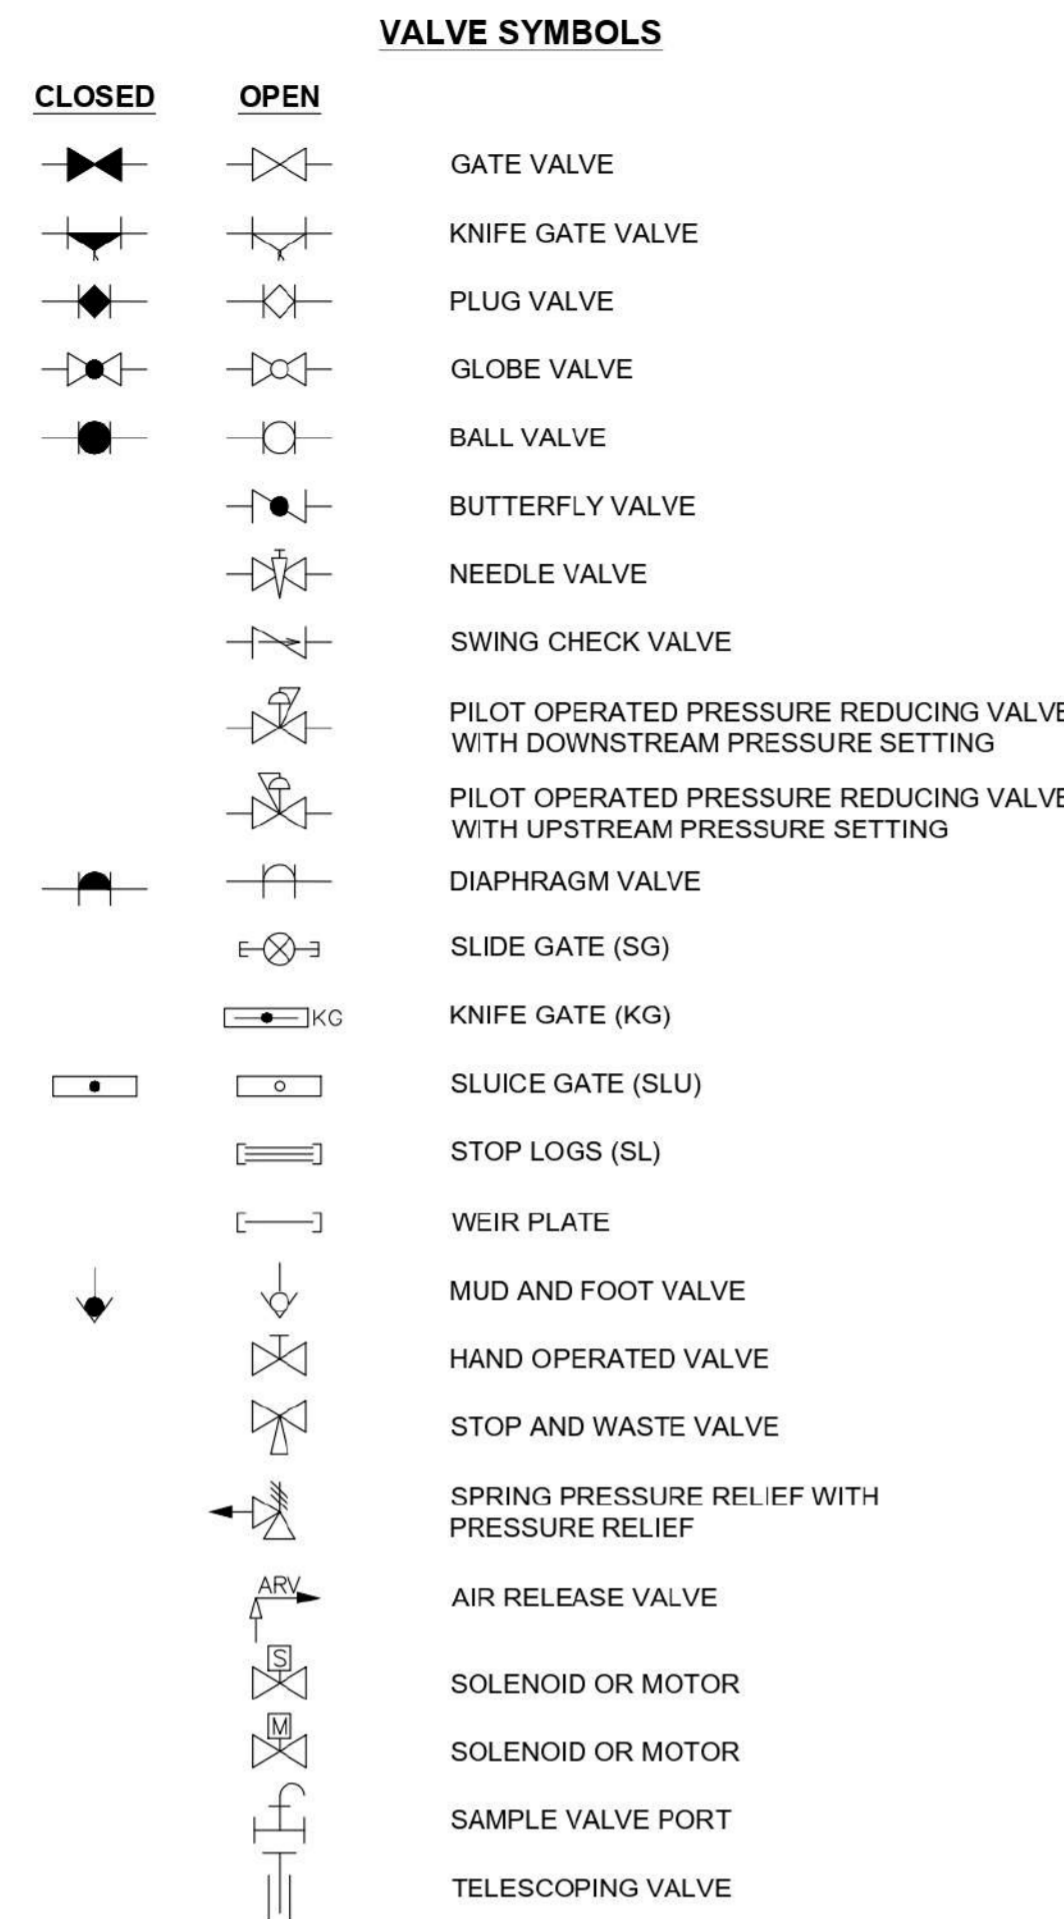 VALVE SYMBOLS
CLOSED OPEN
GATE VALVE
KNIFE GATE VALVE
PLUG VALVE
GLOBE VALVE
BALL VALVE
BUTTERFLY VALVE
NEEDLE VALVE
SWING CHECK VALVE
PILOT OPERATED PRESSURE REDUCING VALVE
WITH DOWNSTREAM PRESSURE SETTING
PILOT OPERATED PRESSURE REDUCING VALVE
WITH UPSTREAM PRESSURE SETTING
DIAPHRAGM VALVE
SLIDE GATE (SG)
KG KNIFE GATE (KG)
SLUICE GATE (SLU)
STOP LOGS (SL)
WEIR PLATE
MUD AND FOOT VALVE
HAND OPERATED VALVE
STOP AND WASTE VALVE
SPRING PRESSURE RELIEF WITH
PRESSURE RELIEF
ARV AIR RELEASE VALVE
S SOLENOID OR MOTOR
M SOLENOID OR MOTOR
SAMPLE VALVE PORT
TELESCOPING VALVE